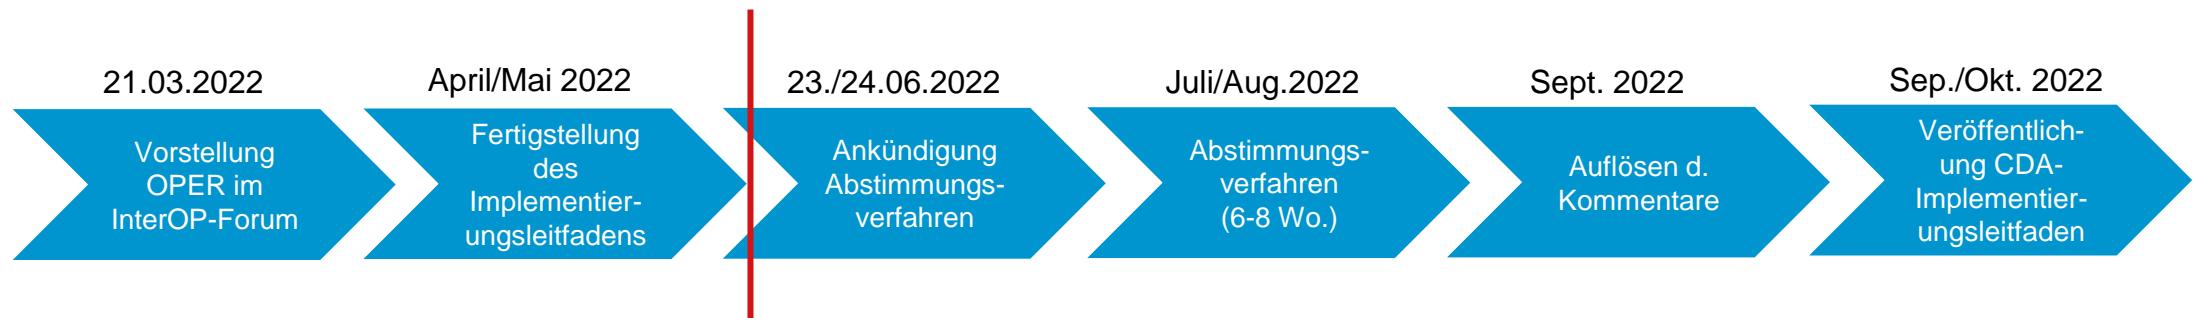 21.03.2022
Vorstellung
OPER im
InterOP-Forum
April/Mai 2022
Fertigstellung
des
Implementier-
ungsleitfadens
23./24.06.2022
Ankündigung
Abstimmungs-
verfahren
Juli/Aug.2022
Abstimmungs-
verfahren
(6-8 Wo.)
Sept. 2022
Auflösen d.
Kommentare
Sep./Okt. 2022
Veröffentlich-
ung CDA-
Implementier-
ungsleitfaden